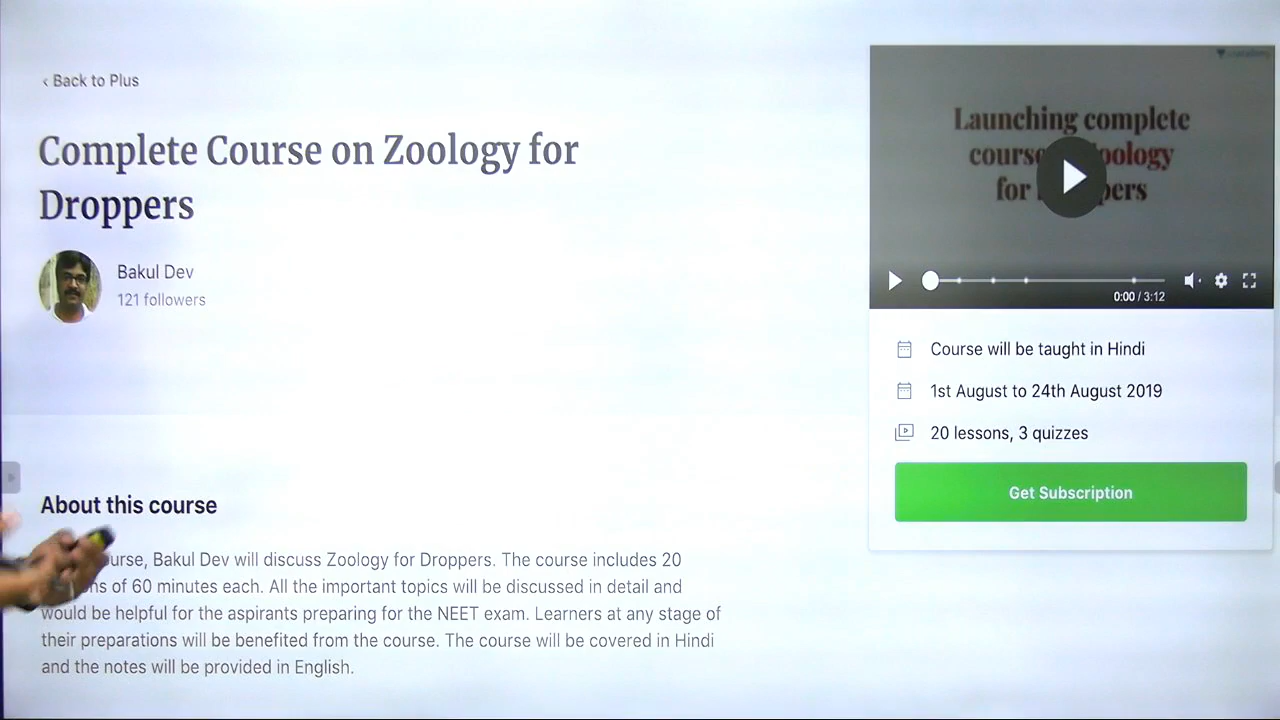 ‹ Back to Plus
Complete Course on Zoology for
Droppers
Bakul Dev
121 followers
About this course
urse, Bakul Dev will discuss Zoology for Droppers. The course includes 20
ns of 60 minutes each. All the important topics will be discussed in detail and
would be helpful for the aspirants preparing for the NEET exam. Learners at any stage of
their preparations will be benefited from the course. The course will be covered in Hindi
and the notes will be provided in English.
Launching complete
cours oology
for pers
0:00 / 3:12
Course will be taught in Hindi
1st August to 24th August 2019
20 lessons, 3 quizzes
Get Subscription